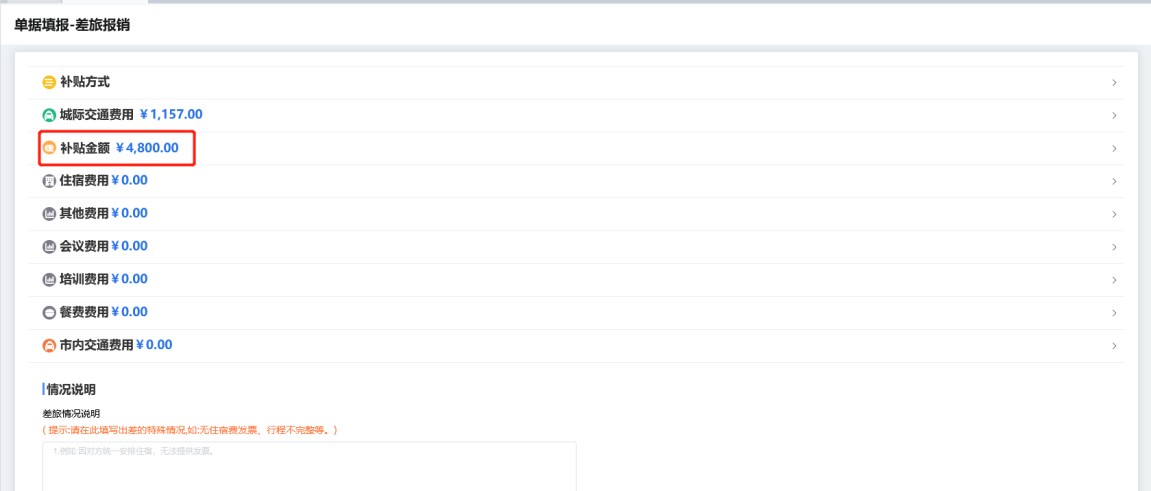 单据填报-差旅报销
补贴方式
城际交通费用 ¥1,157.00
补贴金额 ¥4,800.00
住宿费用¥0.00
其他费用¥0.00
会议费用¥0.00
培训费用¥0.00
餐费费用¥0.00
市内交通费用¥0.00
情况说明
差旅情况说明
( 提示:请在此填写出差的特殊情况,如:无住宿费发票、行程不完整等。)
1.例如:因对方统一安排住宿，无法提供发票。